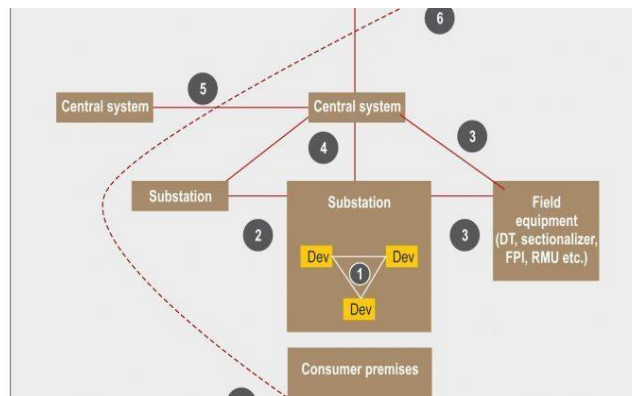 6
5
Central system
Central system
4
3
Substation
Substation
Field
equipment
(DT, sectionalizer,
FPI, RMU etc.)
2
3
Dev
1
Dev
Dev
Consumer premises